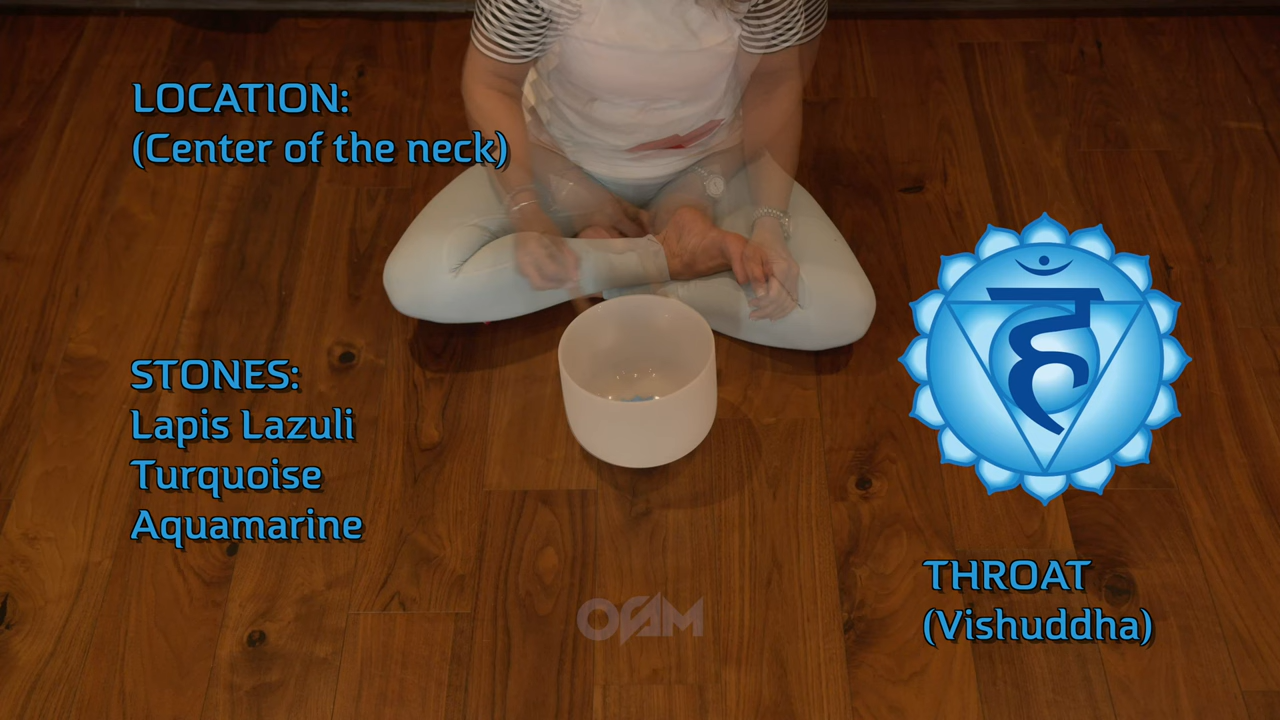 LOCATION:
(Center of the neck)
STONES:
Lapis Lazuli
Turquoise
Aquamarine
हं
THROAT
(Vishuddha)